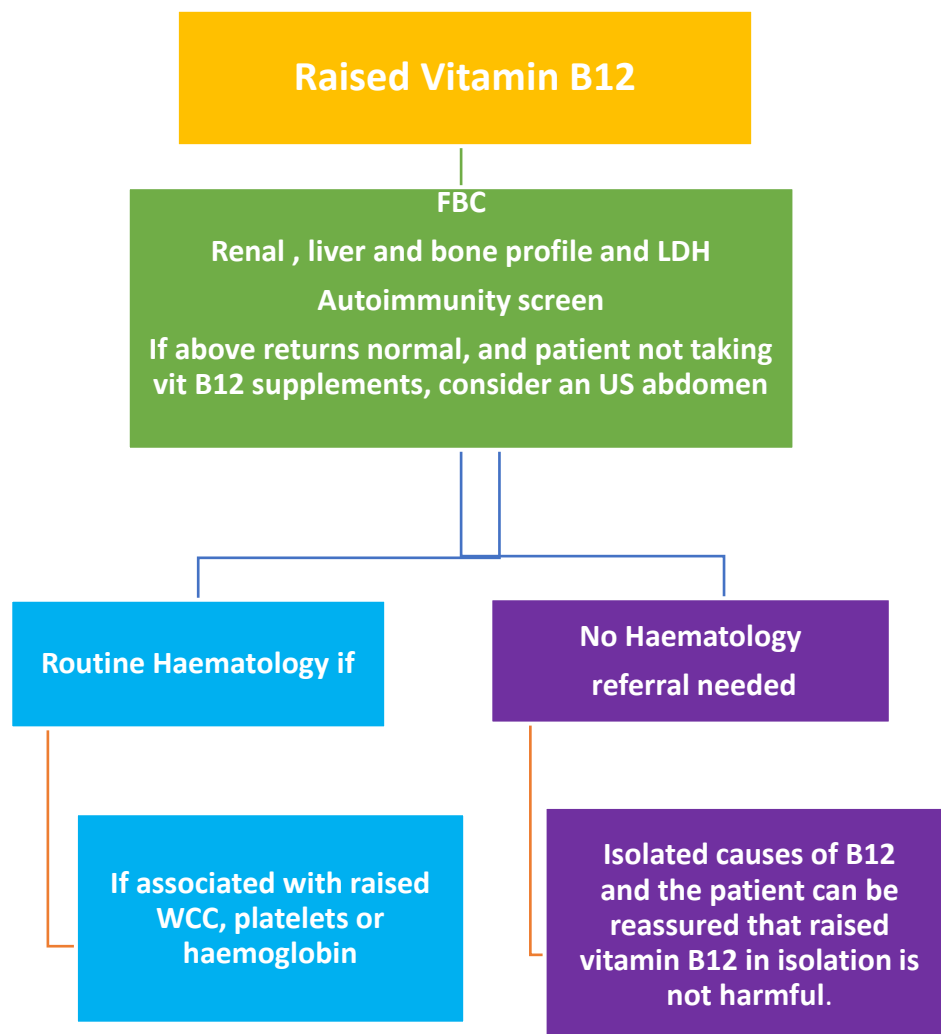 Raised Vitamin B12
FBC
Renal , liver and bone profile and LDH
Autoimmunity screen
If above returns normal, and patient not taking
vit B12 supplements, consider an US abdomen
Routine Haematology if
No Haematology
referral needed
If associated with raised
WCC, platelets or
haemoglobin
Isolated causes of B12
and the patient can be
reassured that raised
vitamin B12 in isolation is
not harmful.